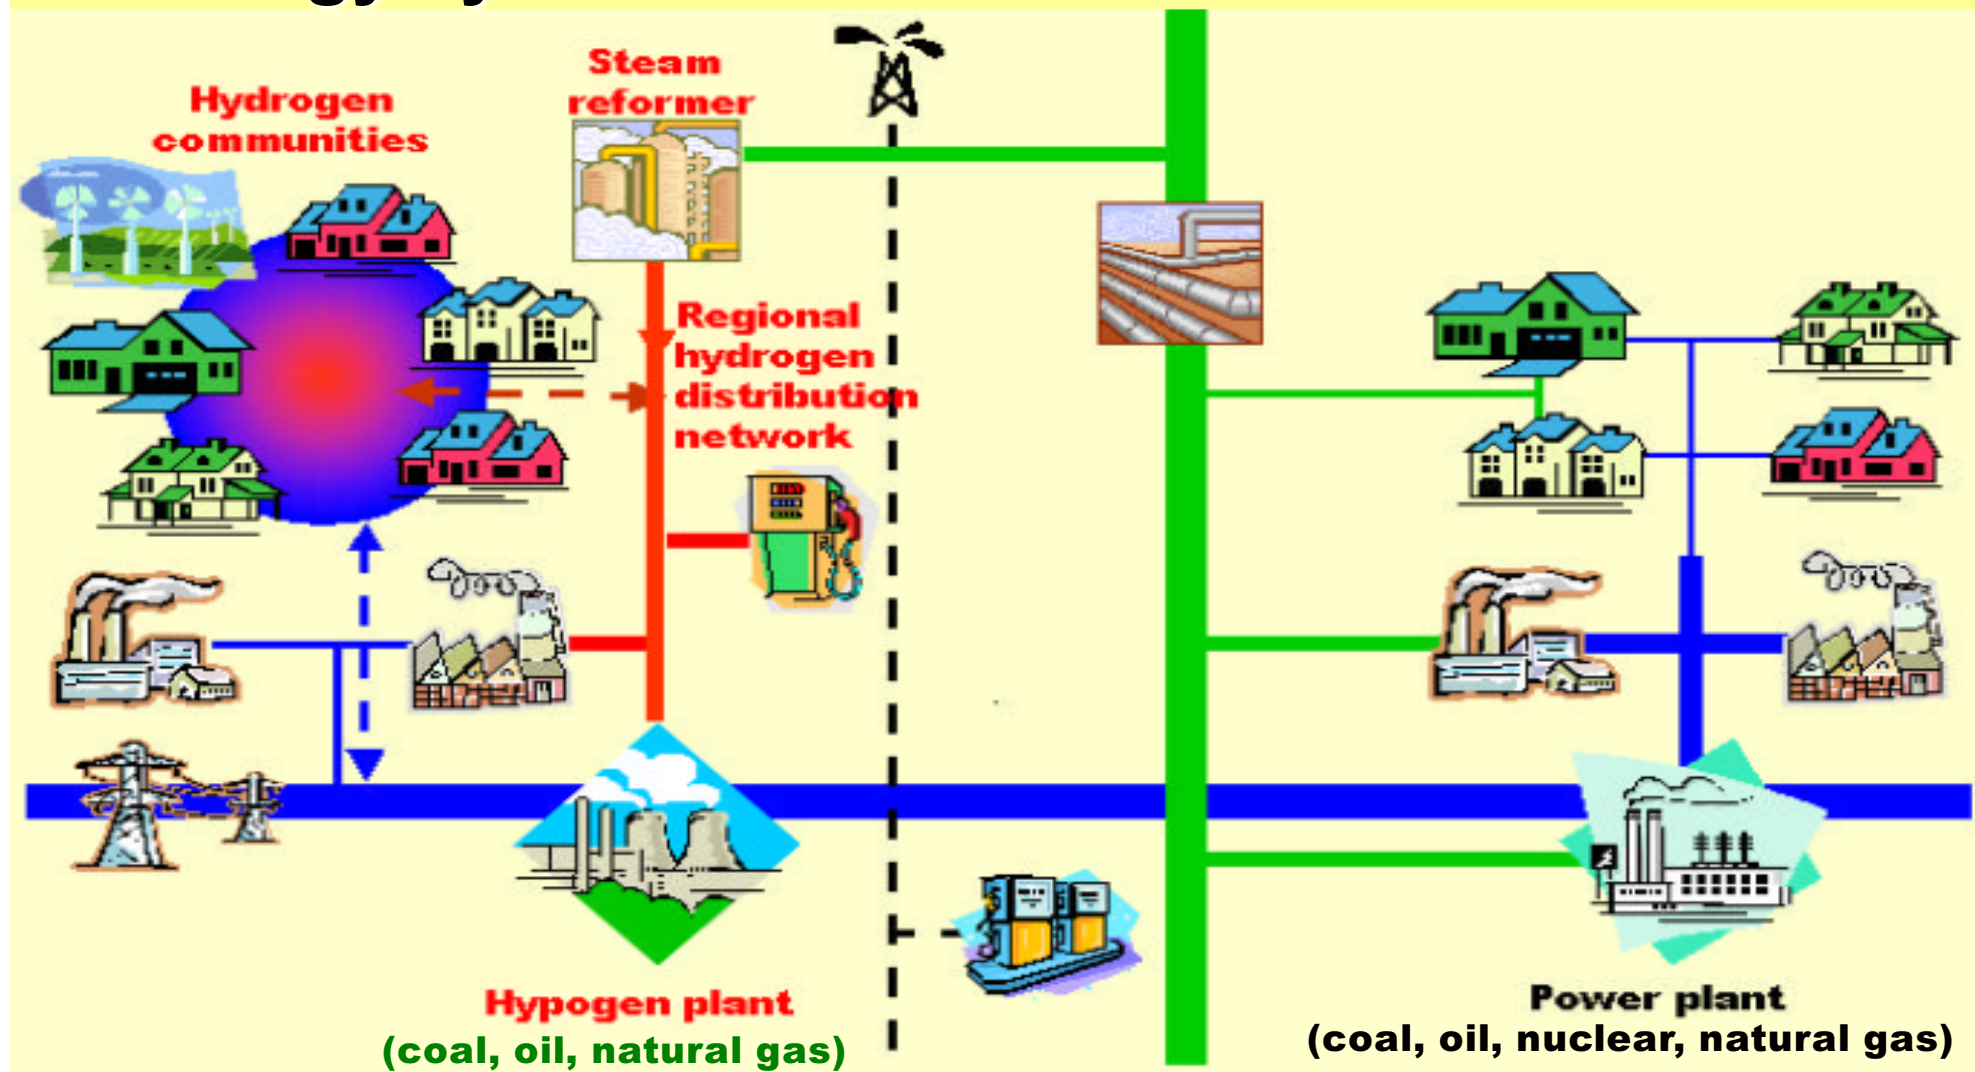 Steam
reformer
Hydrogen
communities
Regional
hydrogen
distribution
network
Hypogen plant
(coal, oil, natural gas)
Power plant
(coal, oil, nuclear, natural gas)